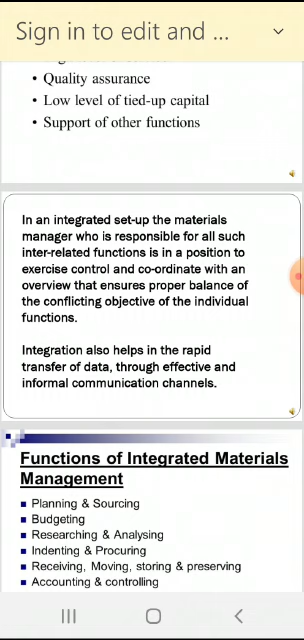 Sign in to edit and ...
• Quality assurance
• Low level of tied-up capital
• Support of other functions
In an integrated set-up the materials
manager who is responsible for all such
inter-related functions is in a position to
exercise control and co-ordinate with an
overview that ensures proper balance of
the conflicting objective of the individual
functions.
Integration also helps in the rapid
transfer of data, through effective and
informal communication channels.
Functions of Integrated Materials
Management
Planning & Sourcing
Budgeting
Researching & Analysing
Indenting & Procuring
Receiving, Moving, storing & preserving
Accounting & controlling